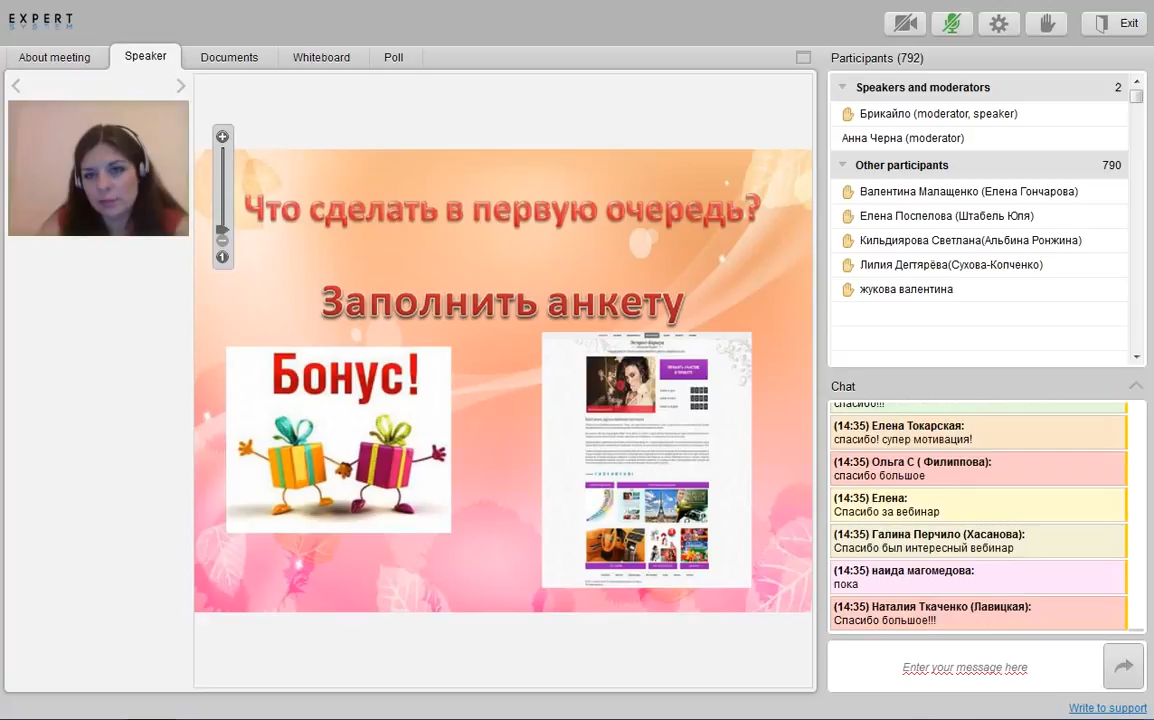 EXPERT
SYSTEM
Exit
About meeting
Speaker
Documents
Whiteboard
Poll
Participants (792)
Speakers and moderators 2
Брикайло (moderator, speaker)
Анна Черна (moderator)
Other participants 790
Валентина Малащенко (Елена Гончарова)
Елена Поспелова (Штабель Юля)
Кильдиярова Светлана(Альбина Ронжина)
Лилия Дегтярёва(Сухова-Копченко)
жукова валентина
Что сделать в первую очередь?
Заполнить анкету
Бонус!
Chat
спасибо!!!
(14:35) Елена Токарская:
спасибо! супер мотивация!
(14:35) Ольга С ( Филиппова):
спасибо большое
(14:35) Елена:
Спасибо за вебинар
(14:35) Галина Перчило (Хасанова):
Спасибо был интересный вебинар
(14:35) наида магомедова:
пока
(14:35) Наталия Ткаченко (Лавицкая):
Спасибо большое!!!
Enter your message here
Write to support